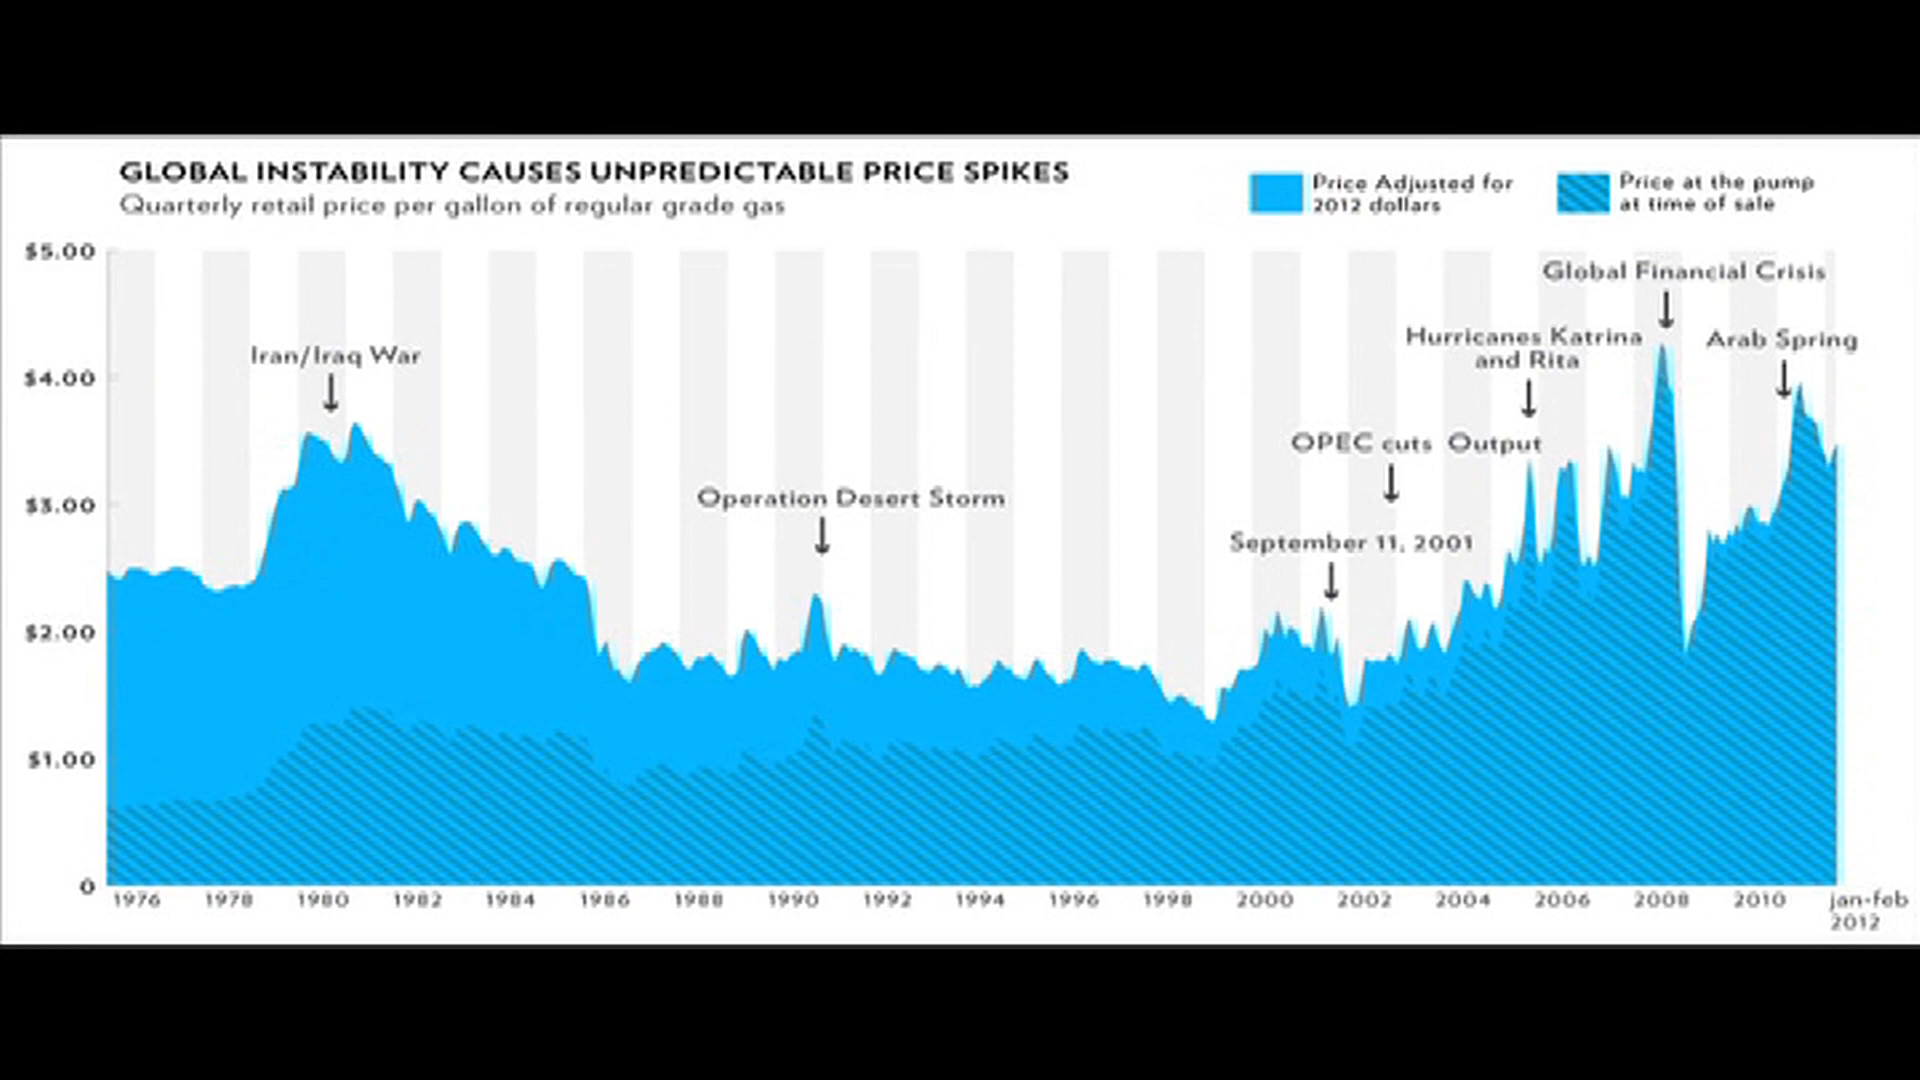 GLOBAL INSTABILITY CAUSES UNPREDICTABLE PRICE SPIKES
Quarterly retail price per gallon of regular grade gas
Price Adjusted for
2012 dollars
Price at the pump
at time of sale
$5.00
$4.00
$3.00
$2.00
$1.00
0
Iran/Iraq War
Operation Desert Storm
September 11, 2001
OPEC cuts Output
Hurricanes Katrina
and Rita
Global Financial Crisis
Arab Spring
1976 1978 1980 1982 1984 1986 1988 1990 1992 1994 1996 1998 2000 2002 2004 2006 2008 2010 jan-feb
2012